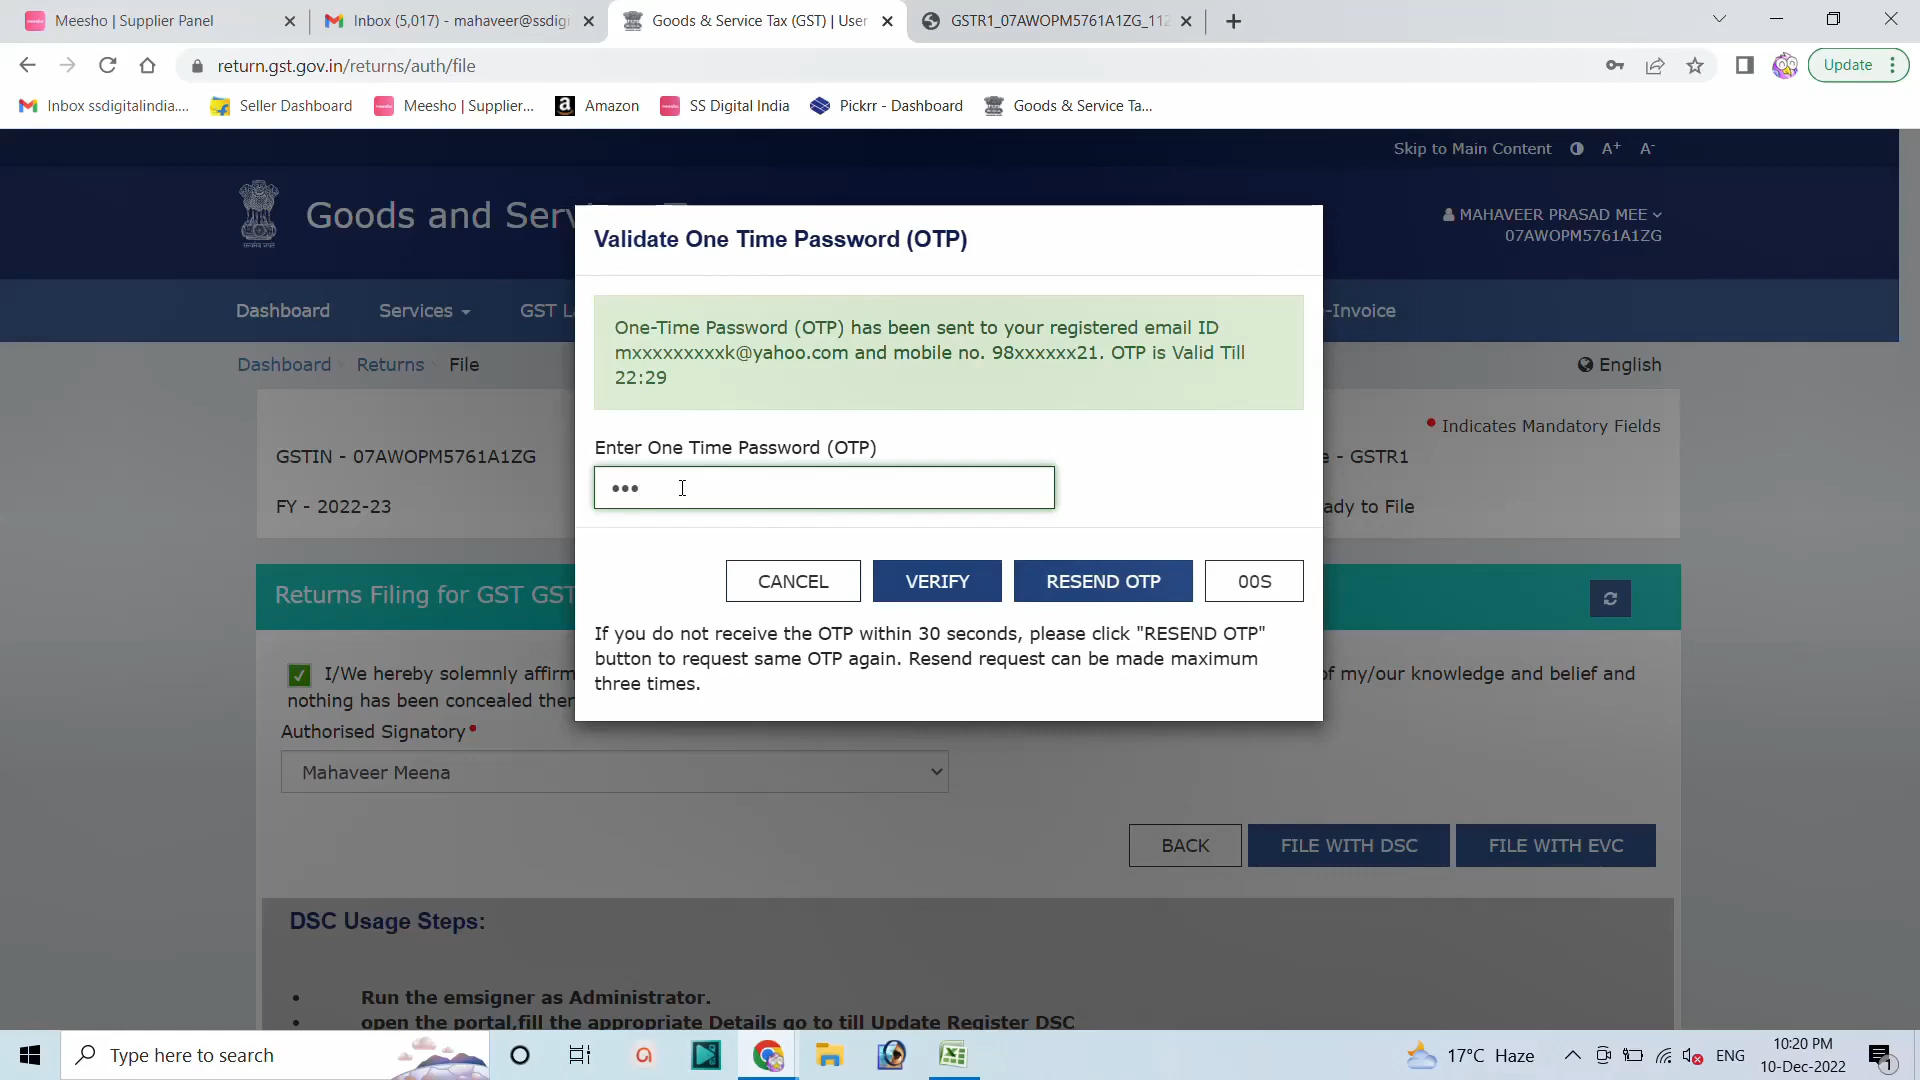 Meesho | Supplier Panel
Inbox (5,017) - mahaveer@ssdigi
Goods & Service Tax (GST) | User
GSTR1_07AWOPM5761A1ZG_112
return.gst.gov.in/returns/auth/file
Update
Inbox ssdigitalindia....
Seller Dashboard
Meesho | Supplier...
Amazon
SS Digital India
Pickrr - Dashboard
Goods & Service Ta...
Skip to Main Content
A+
A-
Goods and Serv
MAHAVEER PRASAD MEE
07AWOPM5761A1ZG
Dashboard
Services
GST L
-Invoice
Dashboard
Returns
File
English
Indicates Mandatory Fields
GSTIN - 07AWOPM5761A1ZG
e - GSTR1
FY - 2022-23
ady to File
Validate One Time Password (OTP)
One-Time Password (OTP) has been sent to your registered email ID
mxxxxxxxxxk@yahoo.com and mobile no. 98xxxxxx21. OTP is Valid Till
22:29
Enter One Time Password (OTP)
•••
CANCEL
VERIFY
RESEND OTP
00S
If you do not receive the OTP within 30 seconds, please click "RESEND OTP"
button to request same OTP again. Resend request can be made maximum
three times.
Returns Filing for GST GST
I/We hereby solemnly affirm
of my/our knowledge and belief and
nothing has been concealed ther
Authorised Signatory
Mahaveer Meena
BACK
FILE WITH DSC
FILE WITH EVC
DSC Usage Steps:
• Run the emsigner as Administrator.
• open the portal,fill the appropriate Details go to till Update Register DSC
Type here to search
17°C Haze
ENG
10:20 PM
10-Dec-2022
1